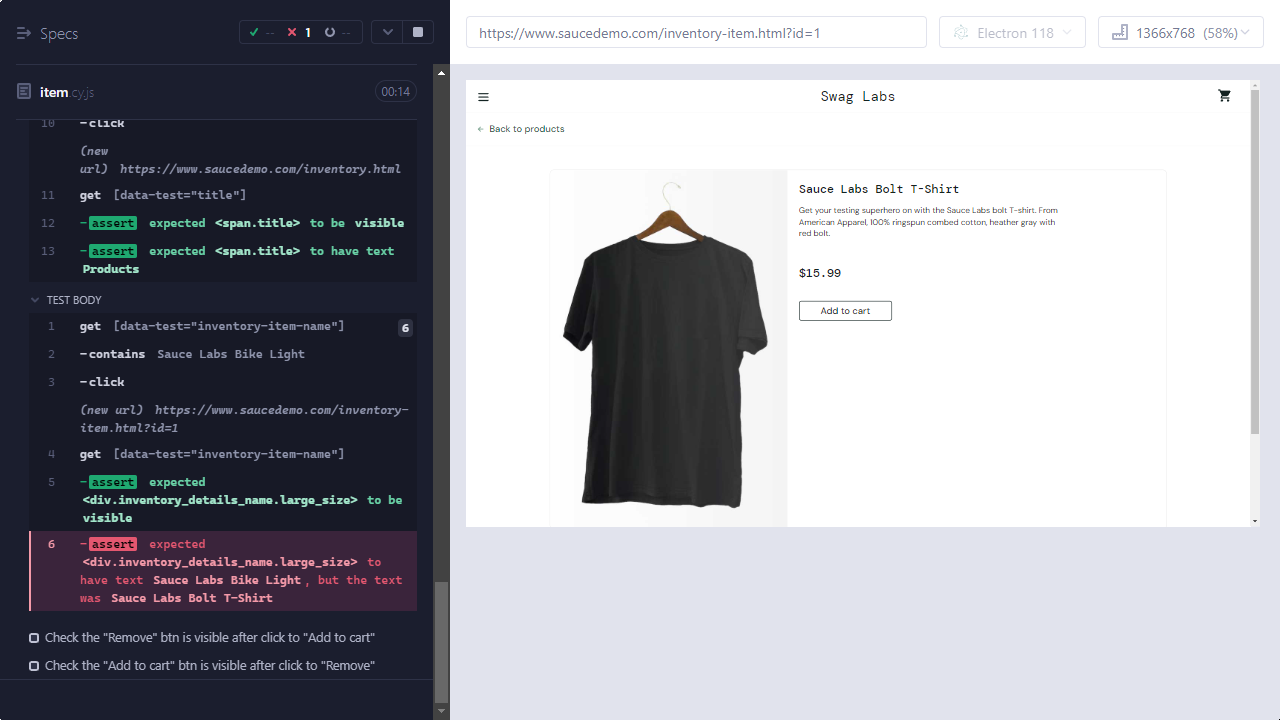 Specs
-- 1 --
item.cy.js 00:14
10 -click
(new
url) https://www.saucedemo.com/inventory.html
11 get [data-test="title"]
12 -assert expected <span.title> to be visible
13 -assert expected <span.title> to have text
Products
TEST BODY
1 get [data-test="inventory-item-name"] 6
2 -contains Sauce Labs Bike Light
3 -click
(new url) https://www.saucedemo.com/inventory-
item.html?id=1
4 get [data-test="inventory-item-name"]
5 -assert expected
<div.inventory_details_name.large_size> to be
visible
6 -assert expected
<div.inventory_details_name.large_size> to
have text Sauce Labs Bike Light, but the text
was Sauce Labs Bolt T-Shirt
Check the "Remove" btn is visible after click to "Add to cart"
Check the "Add to cart" btn is visible after click to "Remove"
https://www.saucedemo.com/inventory-item.html?id=1
Electron 118
1366x768 (58%)
Swag Labs
Back to products
Sauce Labs Bolt T-Shirt
Get your testing superhero on with the Sauce Labs bolt T-shirt. From
American Apparel, 100% ringspun combed cotton, heather gray with
red bolt.
$15.99
Add to cart